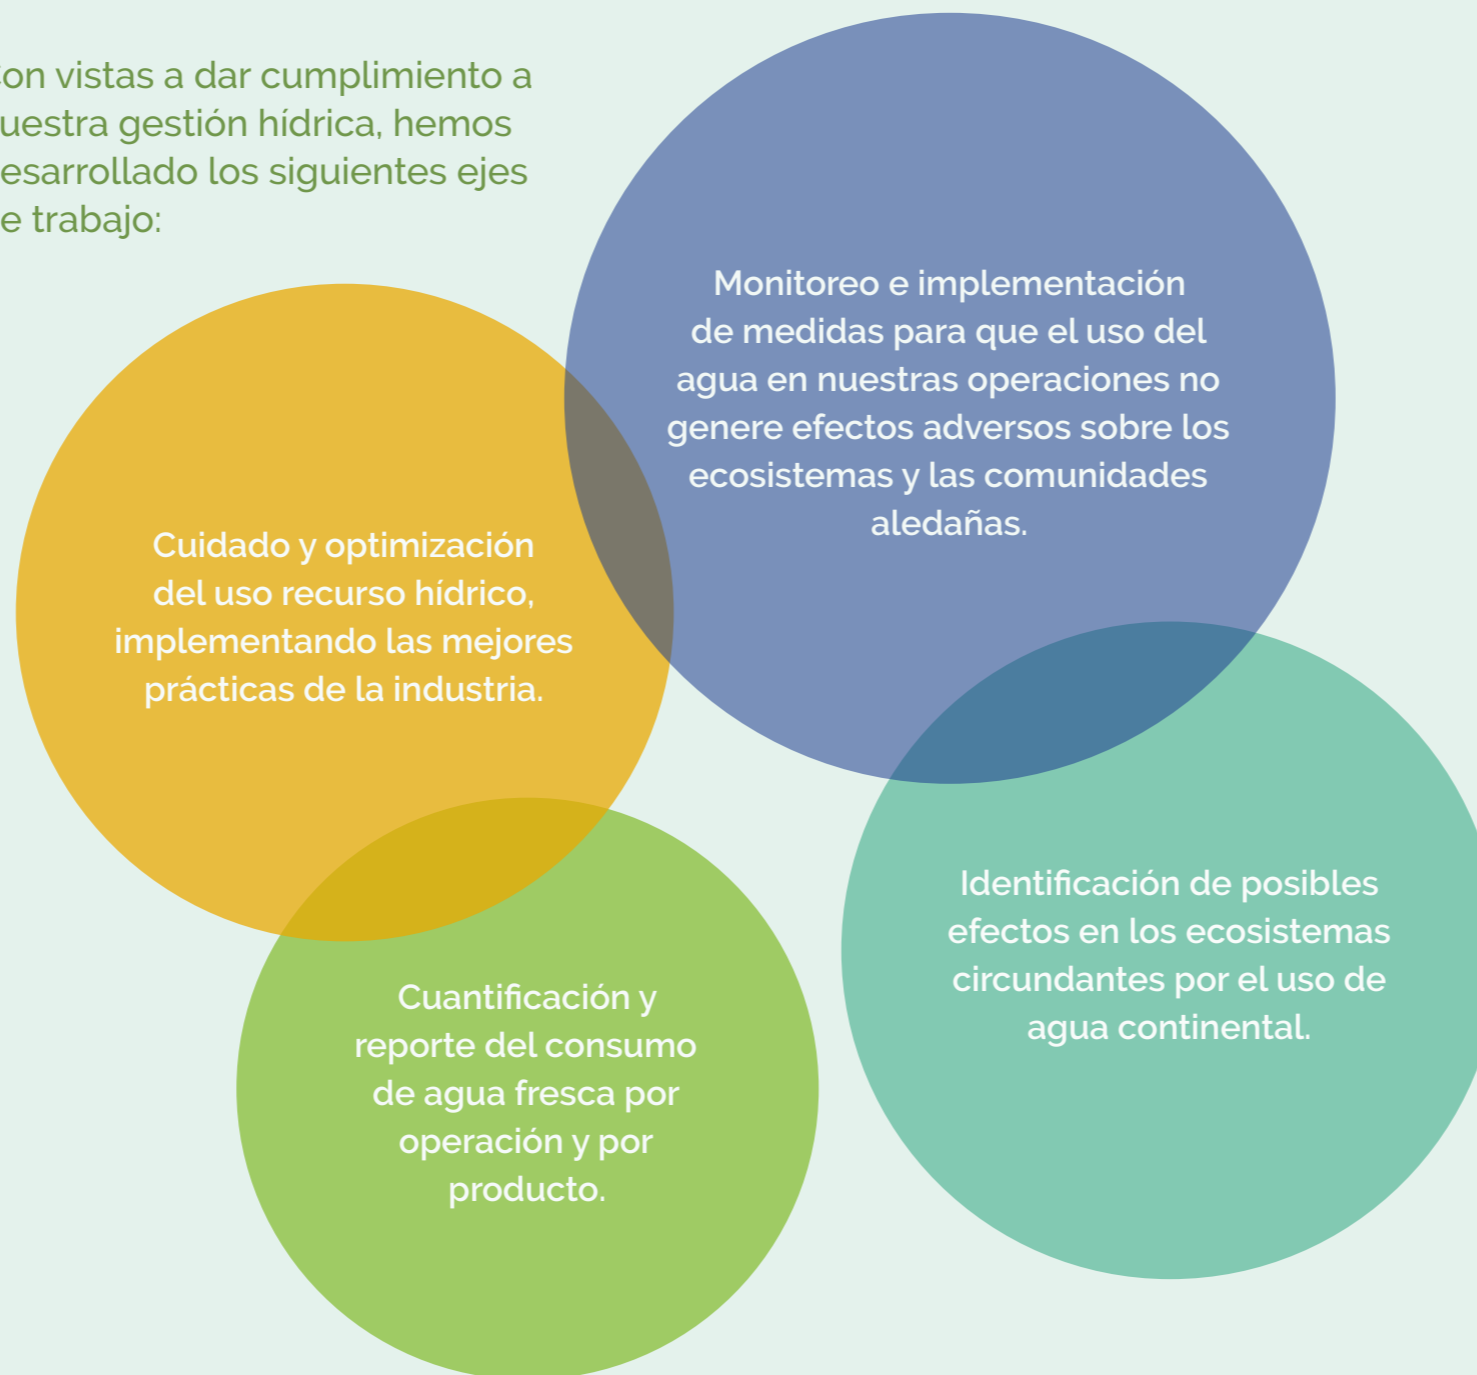 on vistas a dar cumplimiento a
uestra gestión hídrica, hemos
esarrollado los siguientes ejes
e trabajo:
Monitoreo e implementación
de medidas para que el uso del
agua en nuestras operaciones no
genere efectos adversos sobre los
ecosistemas y las comunidades
aledañas.
Cuidado y optimización
del uso recurso hídrico,
implementando las mejores
prácticas de la industria.
Identificación de posibles
efectos en los ecosistemas
circundantes por el uso de
agua continental.
Cuantificación y
reporte del consumo
de agua fresca por
operación y por
producto.